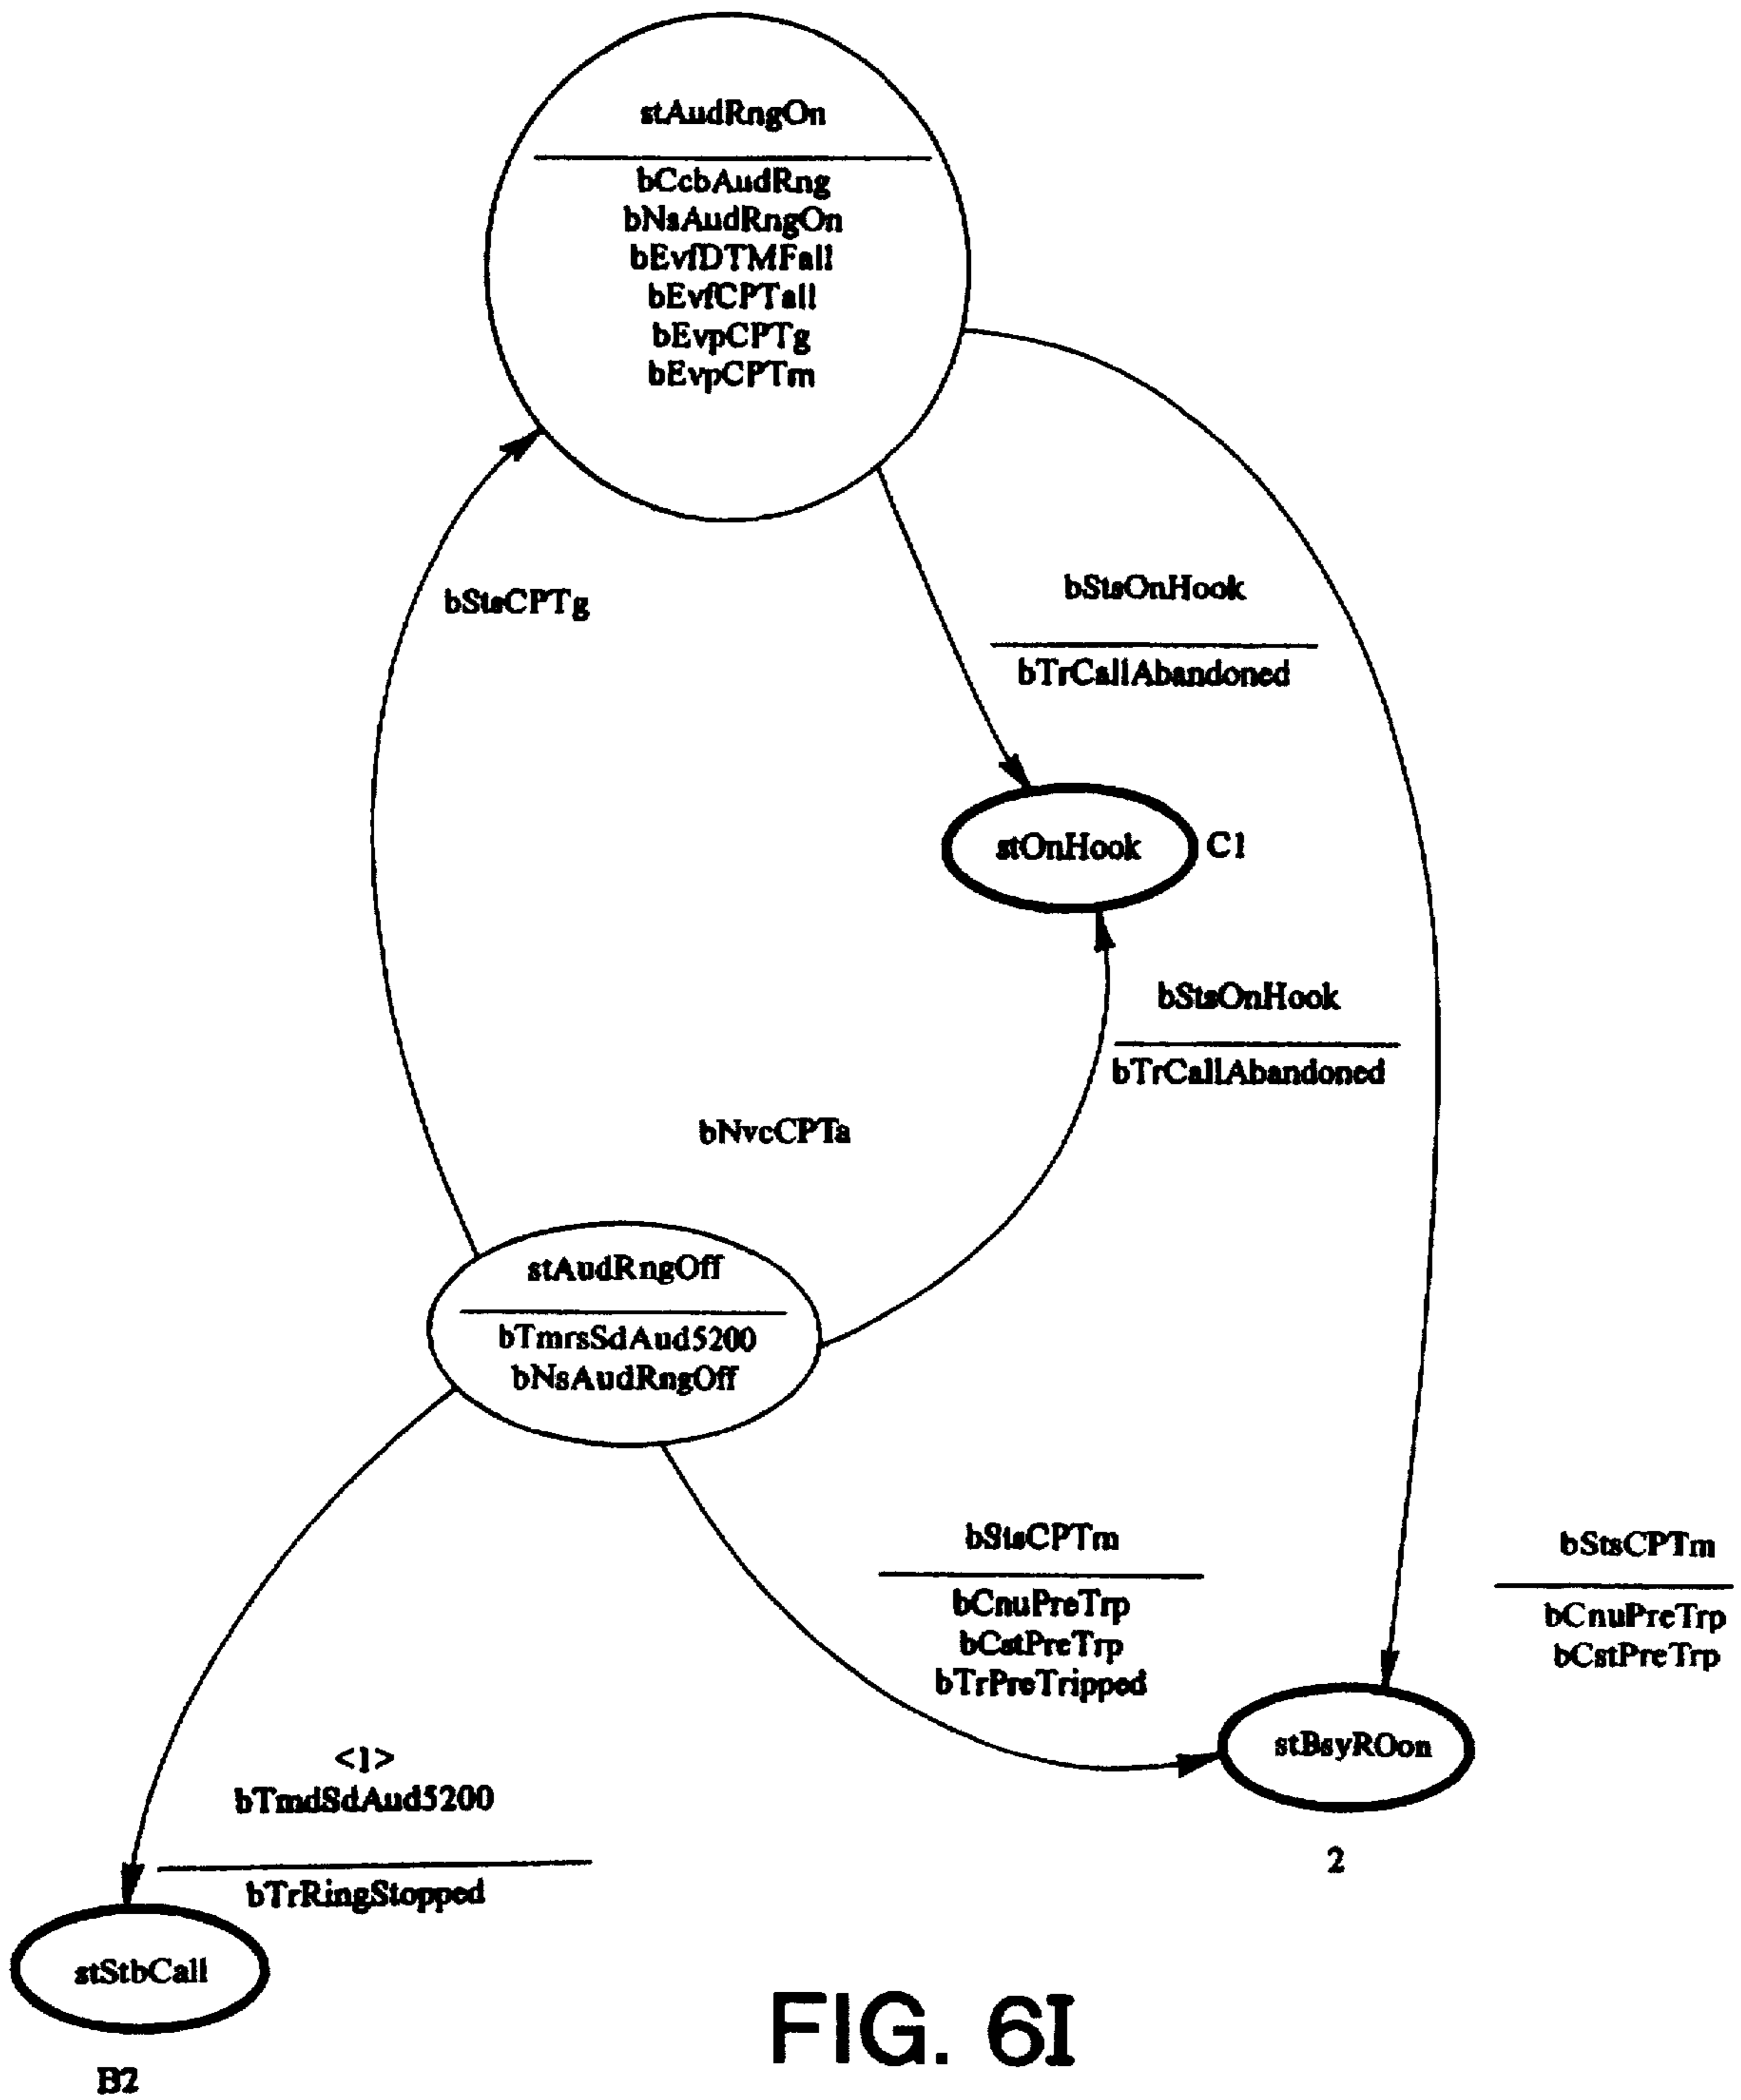 stAudRngOn
bCcbAudRng
bNsAudRngOn
bEvfDTMFall
bEvfCPTall
bEvpCPTg
bEvpCPTm
bStsCPTg
bStsOnHook
bTrCallAbandoned
stOnHook C1
bStsOnHook
bTrCallAbandoned
bNvcCPTa
stAudRngOff
bTmrsSdAud5200
bNsAudRngOff
bStsCPTm
bCnuPreTrp
bCstPreTrp
bTrPreTripped
bStsCPTm
bCnuPreTrp
bCstPreTrp
stBsyROon
2
<1>
bTmdSdAud5200
bTrRingStopped
stStbCall
B2
FIG. 6I